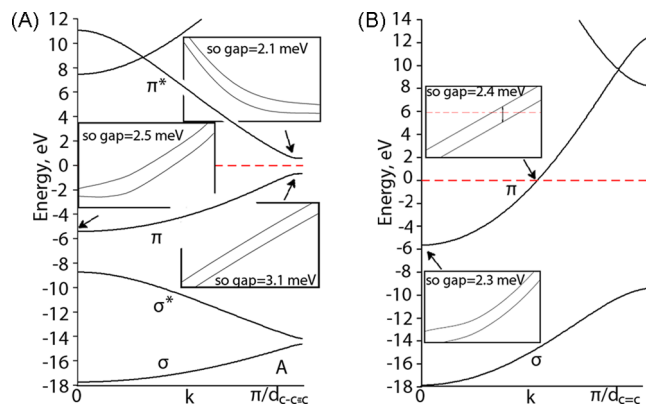 (A)
12
10
8
6
4
2
0
-2
-4
-6
-8
-10
-12
-14
-16
-18
Energy, eV
so gap=2.1 meV
π*
so gap=2.5 meV
π
so gap=3.1 meV
σ*
σ
A
0
k
π/dc-c≡c
(B)
14
12
10
8
6
4
2
0
-2
-4
-6
-8
-10
-12
-14
-16
-18
Energy, eV
so gap=2.4 meV
π
so gap=2.3 meV
σ
0
k
π/dc=c